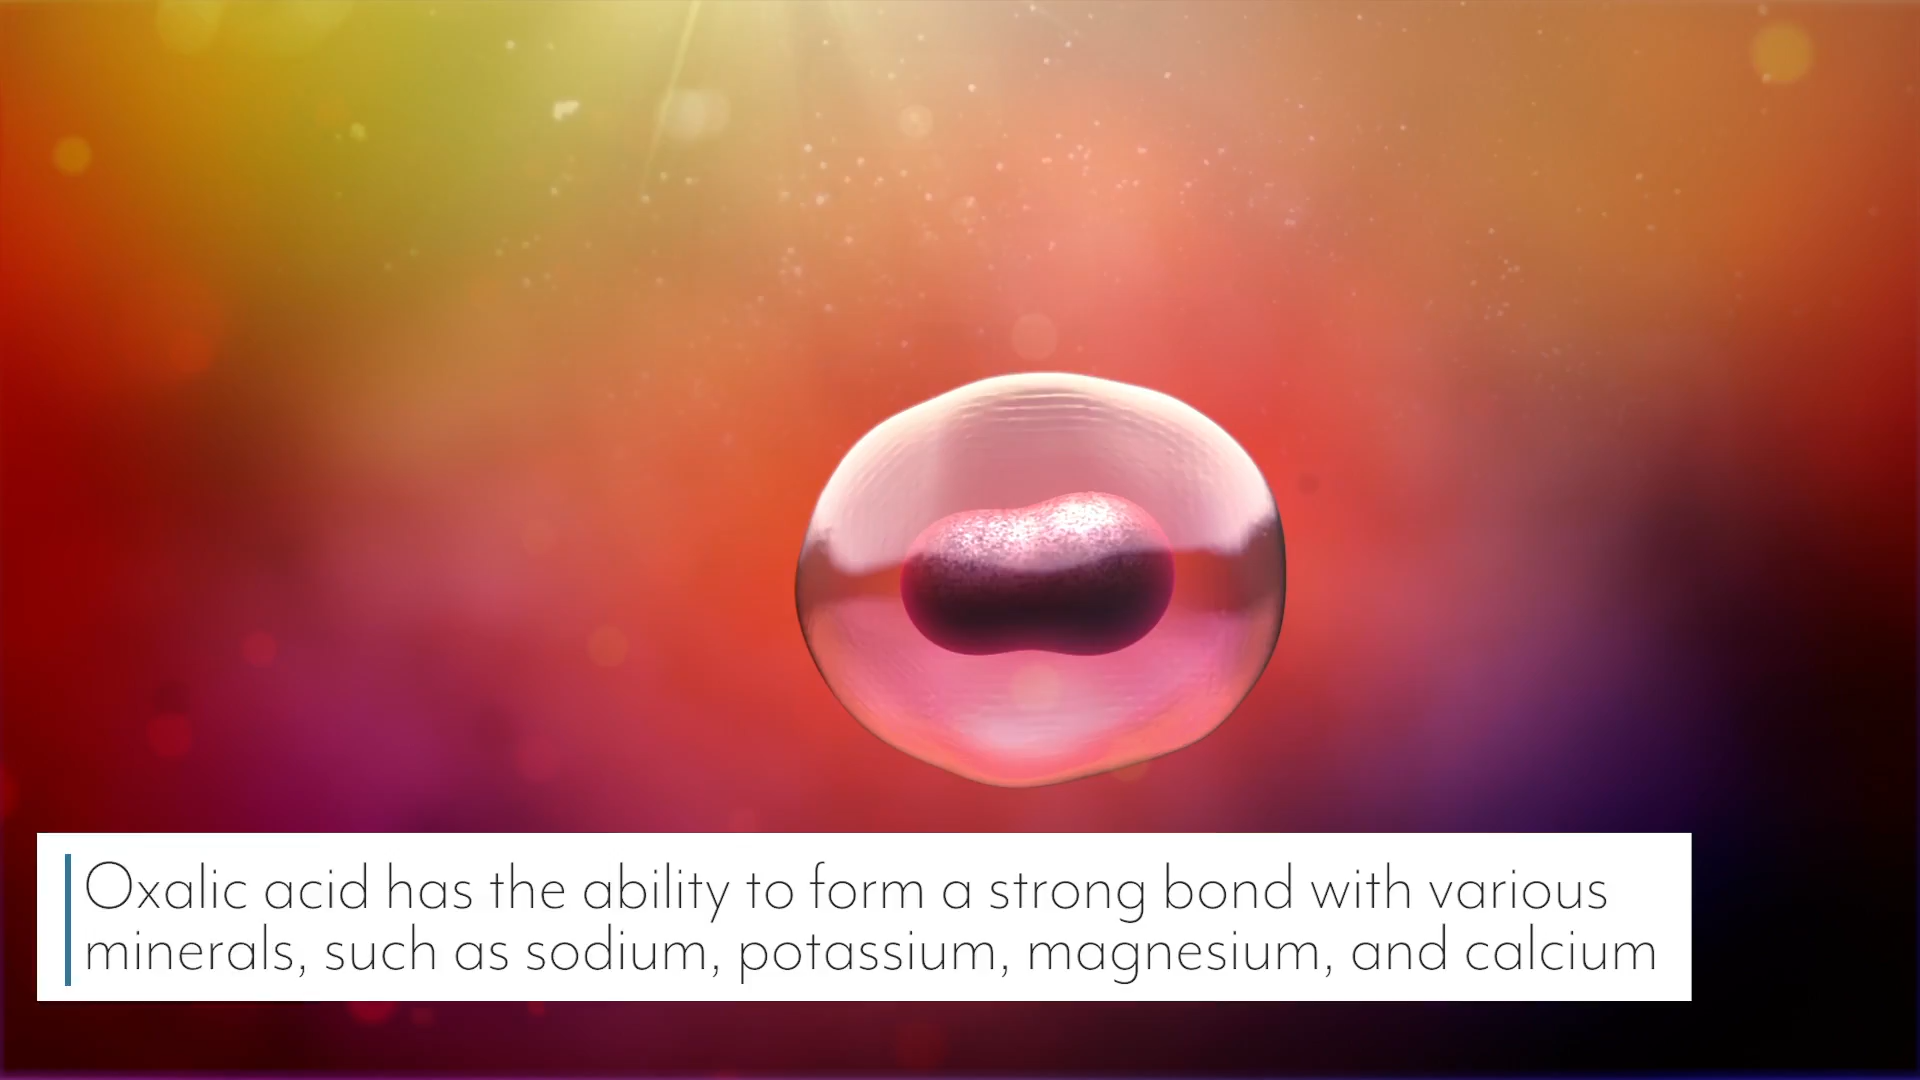 Oxalic acid has the ability to form a strong bond with various
minerals, such as sodium, potassium, magnesium, and calcium